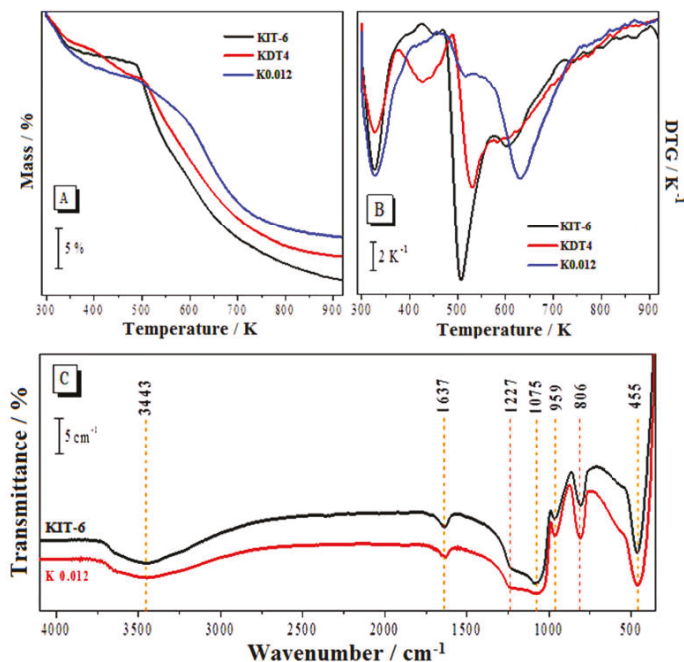 KIT-6
KDT4
K0.012
A
5 %
Mass / %
300 400 500 600 700 800 900
Temperature / K
B
2 K-1
KIT-6
KDT4
K0.012
DTG / K-1
300 400 500 600 700 800 900
Temperature / K
C
5 cm-1
3443
1637
1227
1075
959
806
455
KIT-6
K 0.012
Transmittance / %
4000 3500 3000 2500 2000 1500 1000 500
Wavenumber / cm-1